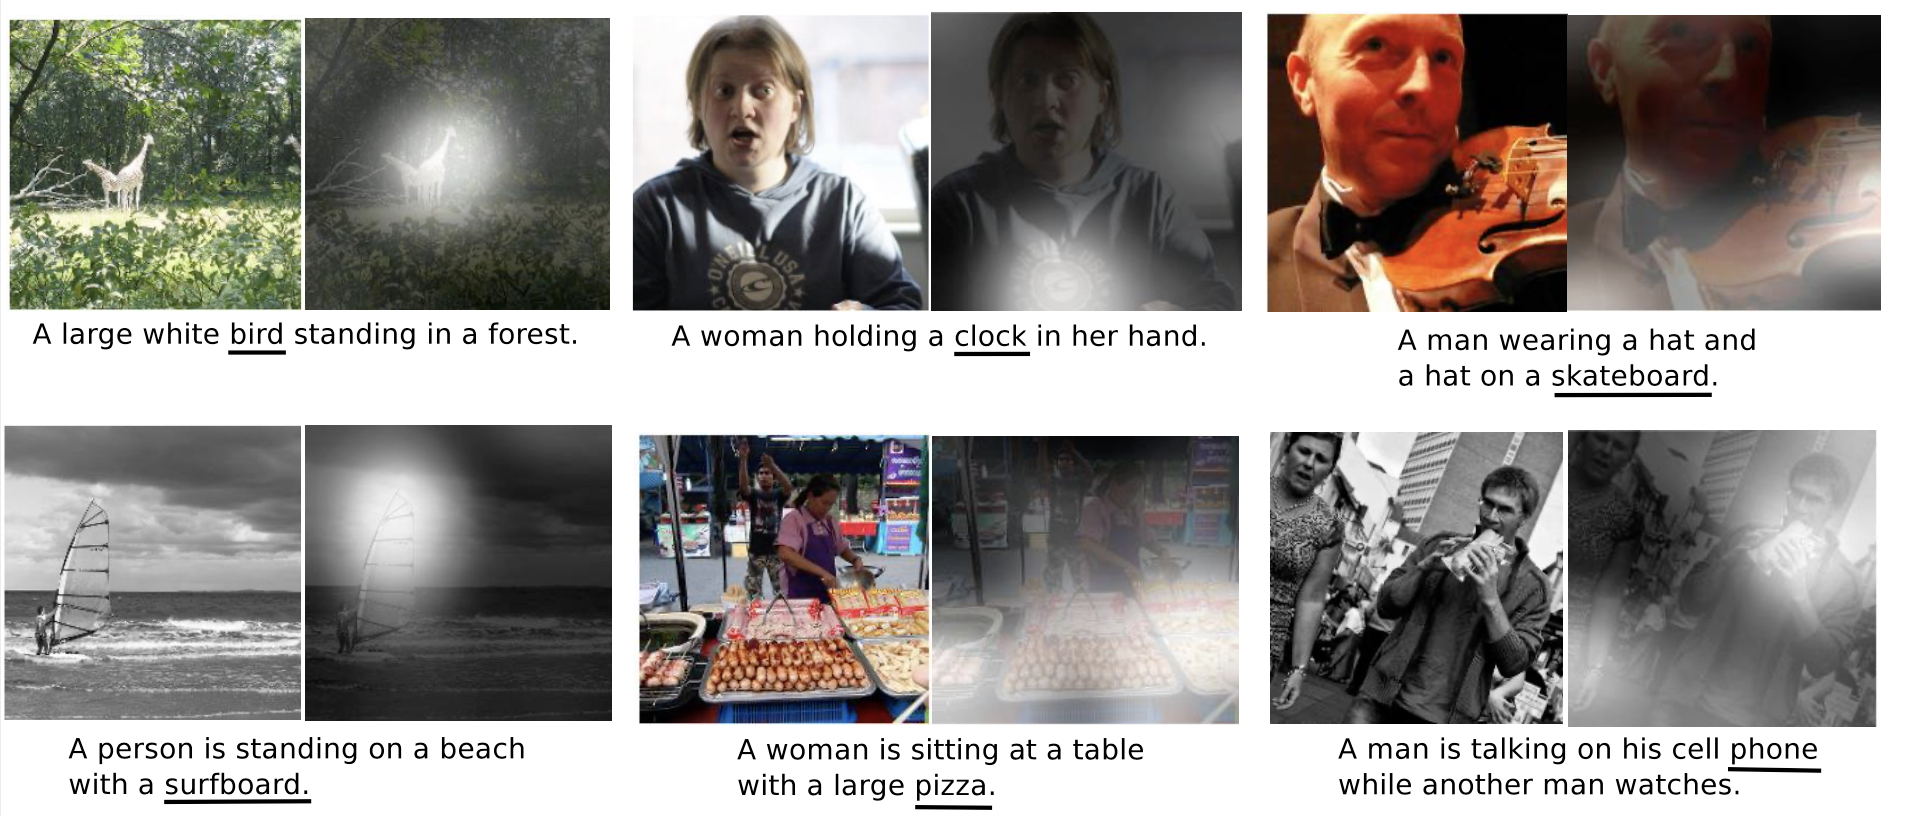 ONEILL USA
A large white bird standing in a forest.
A woman holding a clock in her hand.
A man wearing a hat and
a hat on a skateboard.
A person is standing on a beach
with a surfboard.
A woman is sitting at a table
with a large pizza.
A man is talking on his cell phone
while another man watches.